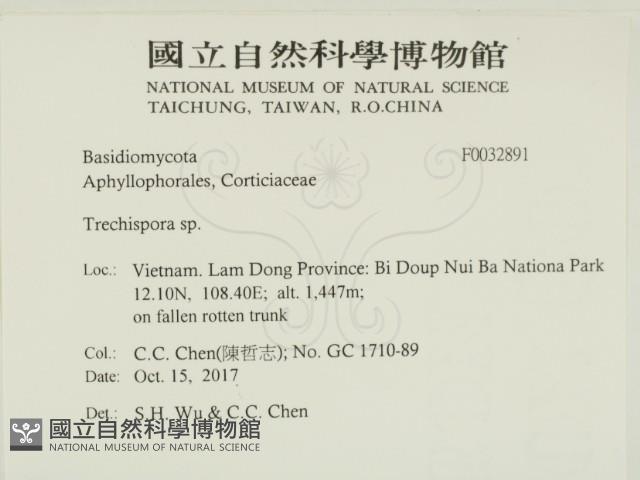 國立自然科學博物館
NATIONAL MUSEUM OF NATURAL SCIENCE
TAICHUNG, TAIWAN, R.O.CHINA
Basidiomycota F0032891
Aphyllophorales, Corticiaceae
Trechispora sp.
Loc.: Vietnam. Lam Dong Province: Bi Doup Nui Ba Nationa Park
12.10N, 108.40E; alt. 1,447m;
on fallen rotten trunk
Col.: C.C. Chen(陳哲志); No. GC 1710-89
Date: Oct. 15, 2017
Det.: S.H. Wu & C.C. Chen
國立自然科學博物館
NATIONAL MUSEUM OF NATURAL SCIENCE